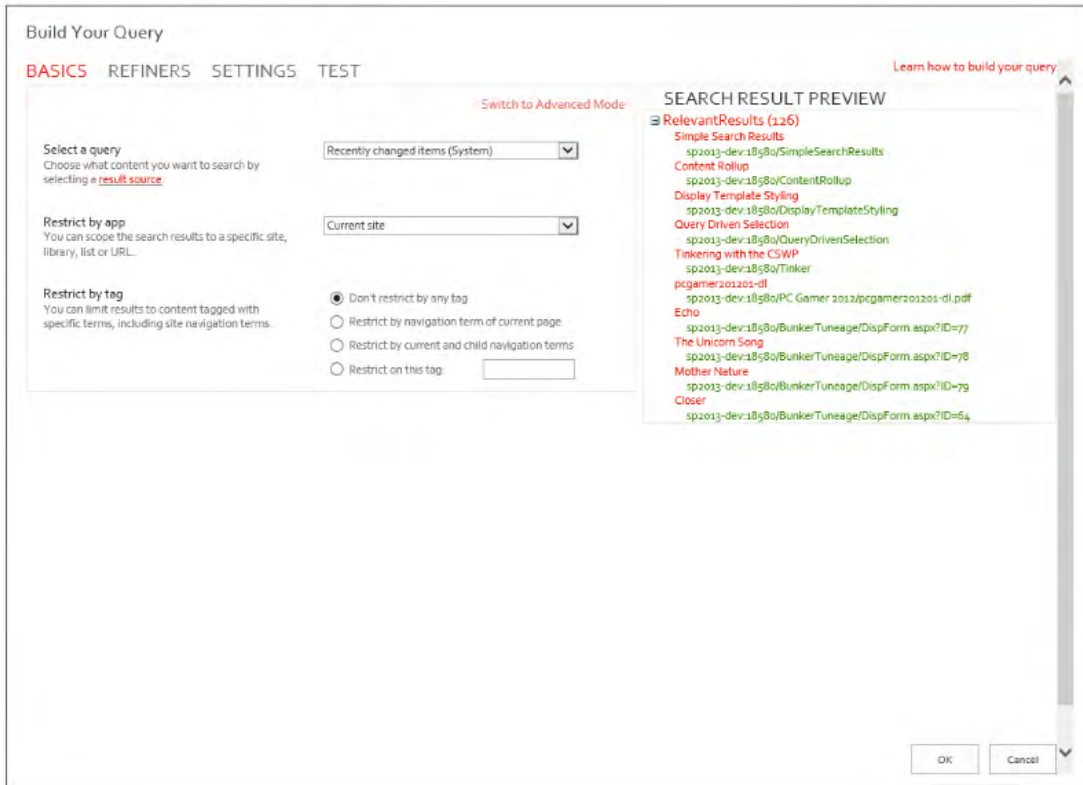 Build Your Query
BASICS REFINERS SETTINGS TEST
Learn how to build your query
Switch to Advanced Mode
Select a query
Choose what content you want to search by
selecting a result source.
Recently changed items (System)
Restrict by app
You can scope the search results to a specific site,
library, list or URL.
Current site
Restrict by tag
You can limit results to content tagged with
specific terms, including site navigation terms.
Don't restrict by any tag
Restrict by navigation term of current page
Restrict by current and child navigation terms
Restrict on this tag:
SEARCH RESULT PREVIEW
RelevantResults (126)
Simple Search Results
sp2013-dev:18580/SimpleSearchResults
Content Rollup
sp2013-dev:18580/ContentRollup
Display Template Styling
sp2013-dev:18580/DisplayTemplateStyling
Query Driven Selection
sp2013-dev:18580/QueryDrivenSelection
Tinkering with the CSWP
sp2013-dev:18580/Tinker
pcgamer201201-dl
sp2013-dev:18580/PC Gamer 2012/pcgamer201201-dl.pdf
Echo
sp2013-dev:18580/BunkerTuneage/DispForm.aspx?ID=77
The Unicorn Song
sp2013-dev:18580/BunkerTuneage/DispForm.aspx?ID=78
Mother Nature
sp2013-dev:18580/BunkerTuneage/DispForm.aspx?ID=79
Closer
sp2013-dev:18580/BunkerTuneage/DispForm.aspx?ID=64
OK
Cancel